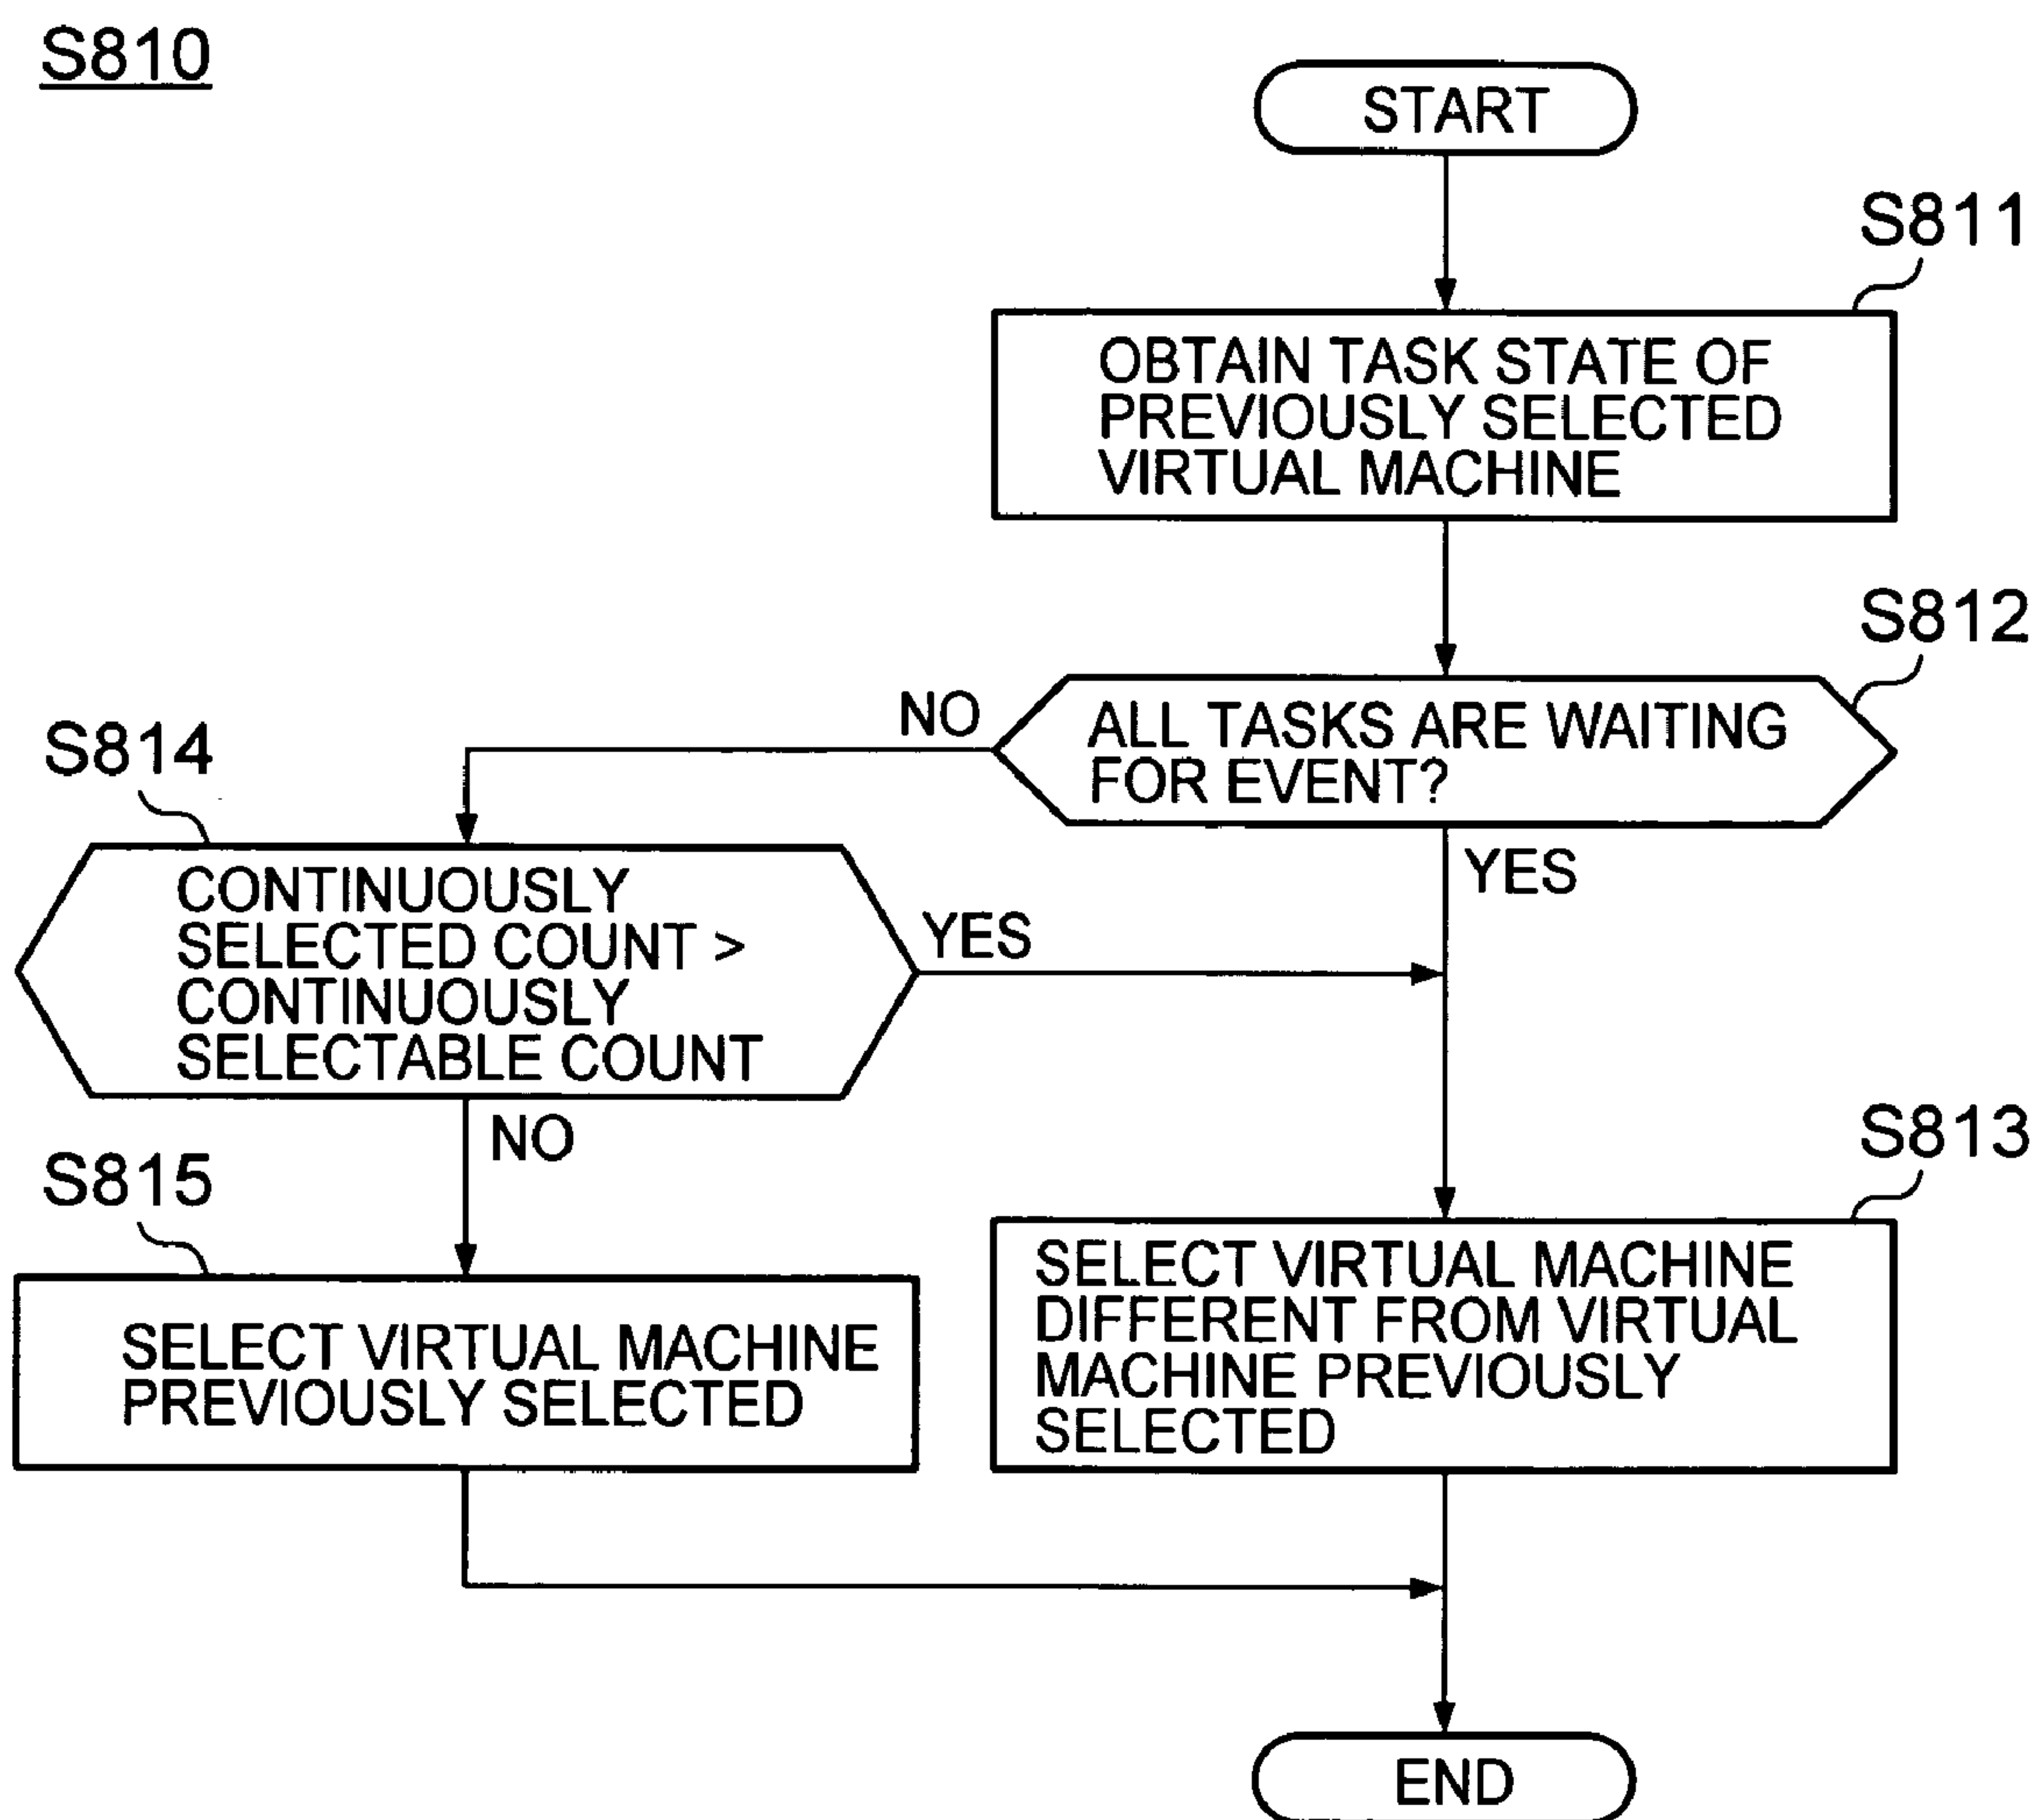 S810
START
S811
OBTAIN TASK STATE OF
PREVIOUSLY SELECTED
VIRTUAL MACHINE
S812
ALL TASKS ARE WAITING
FOR EVENT?
NO
YES
S814
CONTINUOUSLY
SELECTED COUNT >
CONTINUOUSLY
SELECTABLE COUNT
YES
NO
S813
SELECT VIRTUAL MACHINE
DIFFERENT FROM VIRTUAL
MACHINE PREVIOUSLY
SELECTED
S815
SELECT VIRTUAL MACHINE
PREVIOUSLY SELECTED
END